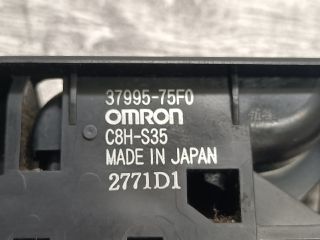 37995-75F0
OMRON
C8H-S35
MADE IN JAPAN
2771D1